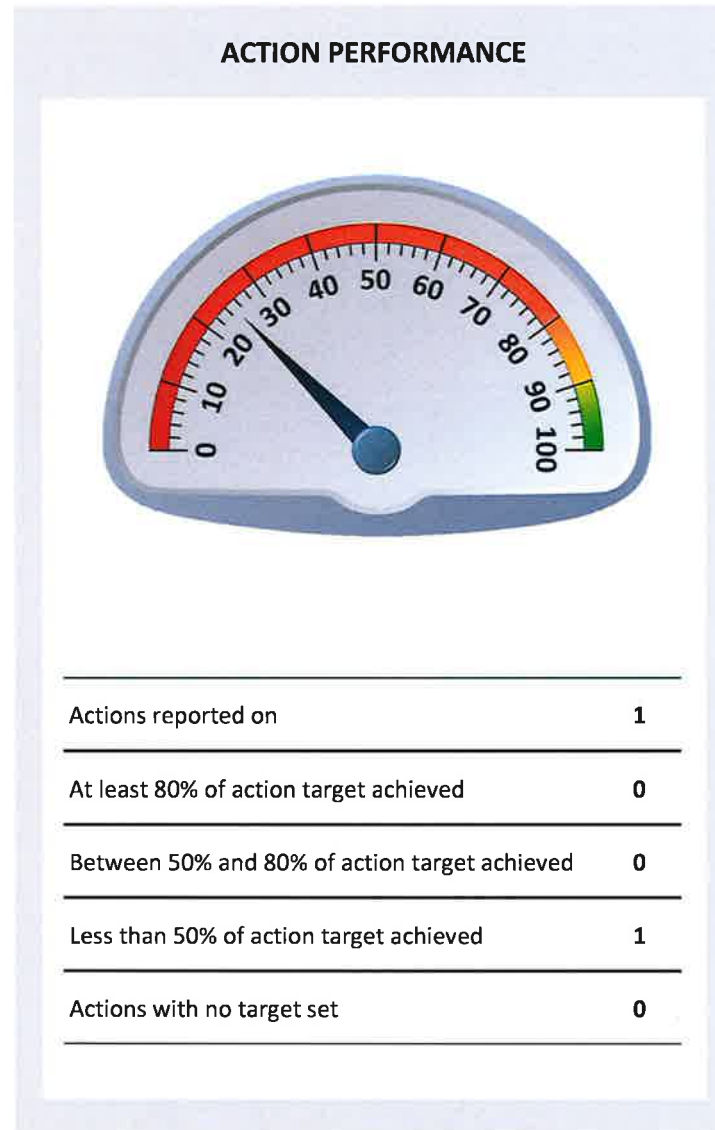 ACTION PERFORMANCE
0
10
20
30
40
50
60
70
80
90
100
Actions reported on 1
At least 80% of action target achieved 0
Between 50% and 80% of action target achieved 0
Less than 50% of action target achieved 1
Actions with no target set 0